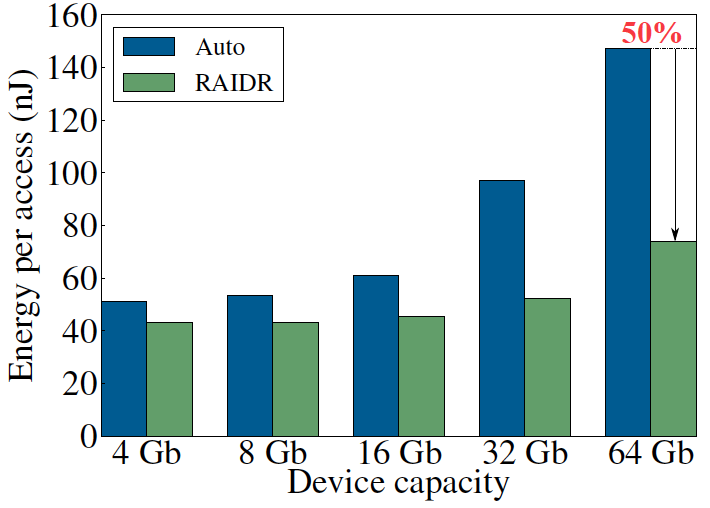 160
140
120
100
80
60
40
20
0
Energy per access (nJ)
Auto
RAIDR
50%
4 Gb
8 Gb
16 Gb
32 Gb
64 Gb
Device capacity